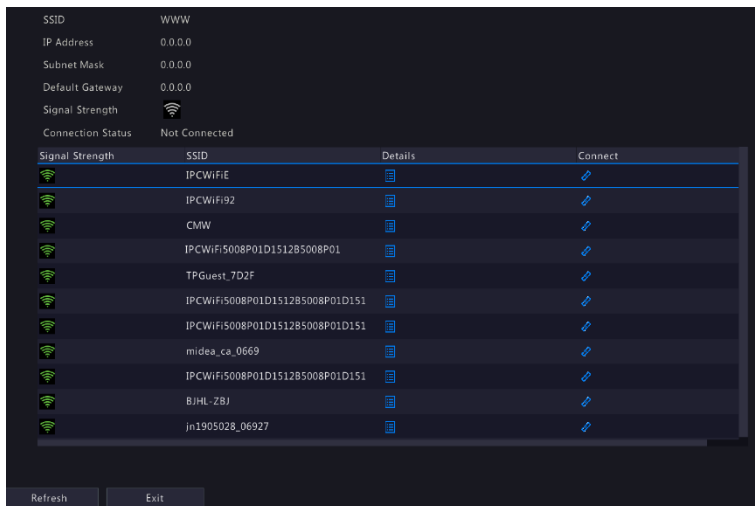 SSID WWW
IP Address 0.0.0.0
Subnet Mask 0.0.0.0
Default Gateway 0.0.0.0
Signal Strength
Connection Status Not Connected
Signal Strength SSID Details Connect
IPCWiFiE
IPCWiFi92
CMW
IPCWiFi5008P01D1512B5008P01
TPGuest_7D2F
IPCWiFi5008P01D1512B5008P01D151
IPCWiFi5008P01D1512B5008P01D151
midea_ca_0669
IPCWiFi5008P01D1512B5008P01D151
BJHL-ZBJ
jn1905028_06927
Refresh Exit